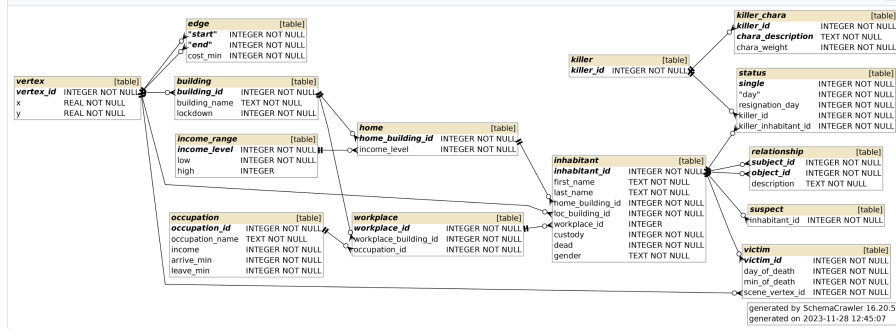 edge [table]
"start" INTEGER NOT NULL
"end" INTEGER NOT NULL
cost_min INTEGER NOT NULL
vertex [table]
vertex_id INTEGER NOT NULL
x REAL NOT NULL
y REAL NOT NULL
building [table]
building_id INTEGER NOT NULL
building_name TEXT NOT NULL
lockdown INTEGER NOT NULL
income_range [table]
income_level INTEGER NOT NULL
low INTEGER NOT NULL
high INTEGER
occupation [table]
occupation_id INTEGER NOT NULL
occupation_name TEXT NOT NULL
income INTEGER NOT NULL
arrive_min INTEGER NOT NULL
leave_min INTEGER NOT NULL
home [table]
home_building_id INTEGER NOT NULL
income_level INTEGER NOT NULL
workplace [table]
workplace_id INTEGER NOT NULL
workplace_building_id INTEGER NOT NULL
occupation_id INTEGER NOT NULL
killer [table]
killer_id INTEGER NOT NULL
inhabitant [table]
inhabitant_id INTEGER NOT NULL
first_name TEXT NOT NULL
last_name TEXT NOT NULL
home_building_id INTEGER NOT NULL
loc_building_id INTEGER NOT NULL
workplace_id INTEGER
custody INTEGER NOT NULL
dead INTEGER NOT NULL
gender TEXT NOT NULL
killer_chara [table]
killer_id INTEGER NOT NULL
chara_description TEXT NOT NULL
chara_weight INTEGER NOT NULL
status [table]
single INTEGER NOT NULL
"day" INTEGER NOT NULL
resignation_day INTEGER NOT NULL
killer_id INTEGER NOT NULL
killer_inhabitant_id INTEGER NOT NULL
relationship [table]
subject_id INTEGER NOT NULL
object_id INTEGER NOT NULL
description TEXT NOT NULL
suspect [table]
inhabitant_id INTEGER NOT NULL
victim [table]
victim_id INTEGER NOT NULL
day_of_death INTEGER NOT NULL
min_of_death INTEGER NOT NULL
scene_vertex_id INTEGER NOT NULL
generated by SchemaCrawler 16.20.5
generated on 2023-11-28 12:45:07